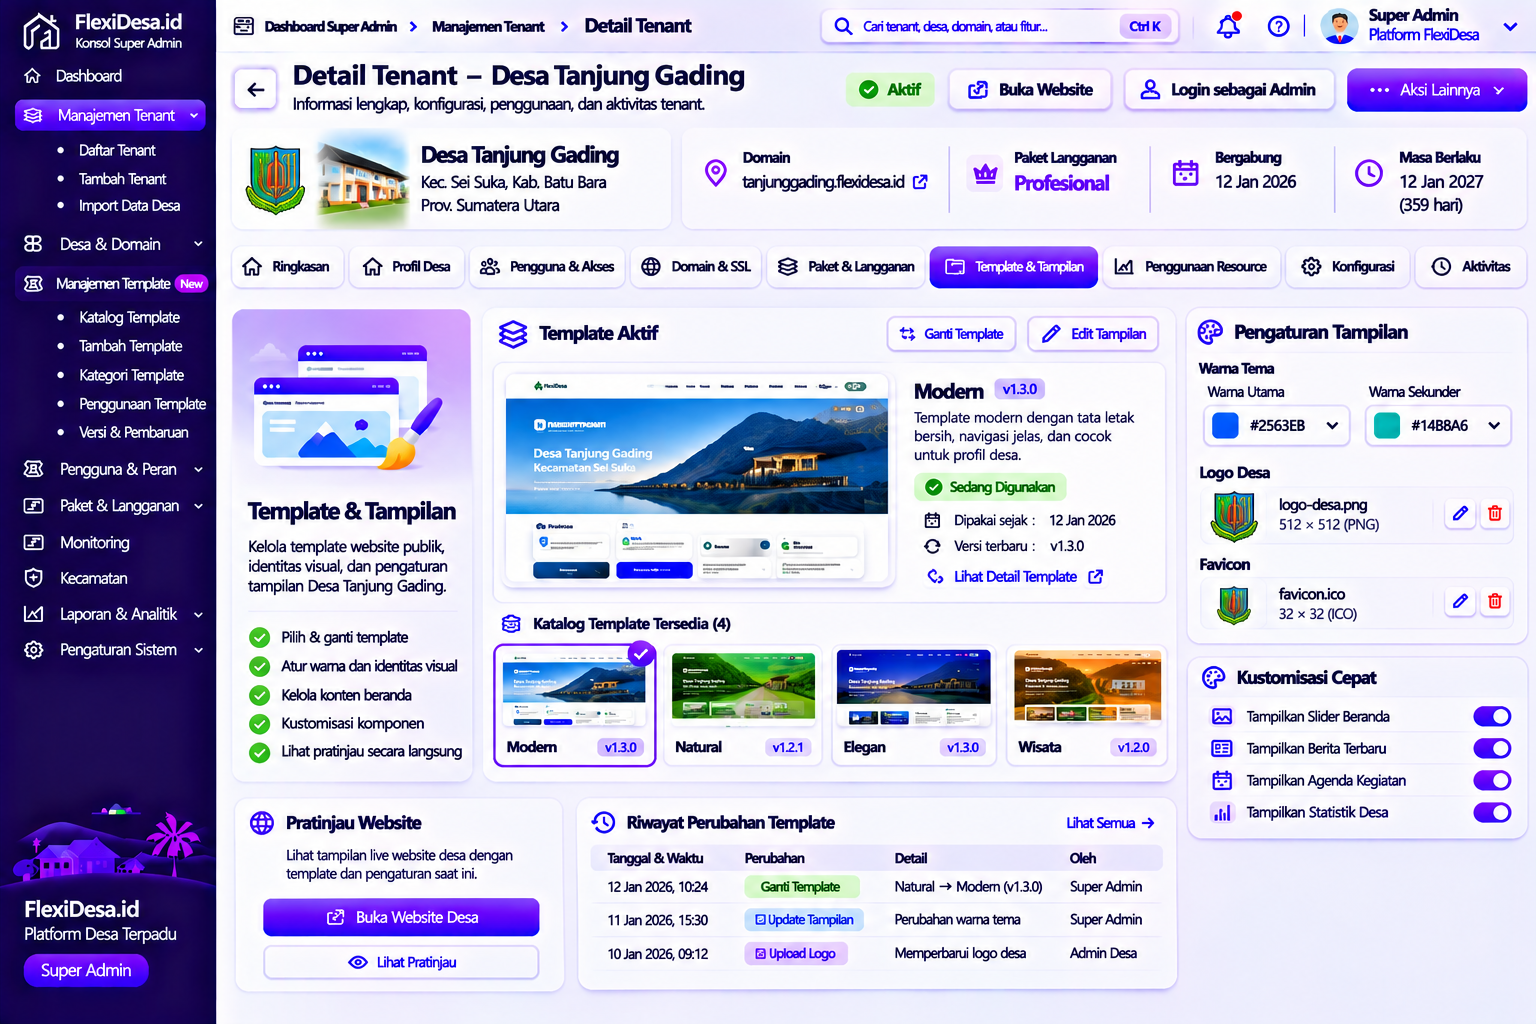 FlexiDesa.id
Konsol Super Admin
Dashboard
Manajemen Tenant
Daftar Tenant
Tambah Tenant
Import Data Desa
Desa & Domain
Manajemen Template New
Katalog Template
Tambah Template
Kategori Template
Penggunaan Template
Versi & Pembaruan
Pengguna & Peran
Paket & Langganan
Monitoring
Kecamatan
Laporan & Analitik
Pengaturan Sistem
FlexiDesa.id
Platform Desa Terpadu
Super Admin
Dashboard Super Admin > Manajemen Tenant > Detail Tenant
Cari tenant, desa, domain, atau fitur... Ctrl K
Super Admin
Platform FlexiDesa
Detail Tenant – Desa Tanjung Gading
Informasi lengkap, konfigurasi, penggunaan, dan aktivitas tenant.
Aktif
Buka Website
Login sebagai Admin
Aksi Lainnya
Desa Tanjung Gading
Kec. Sei Suka, Kab. Batu Bara
Prov. Sumatera Utara
Domain
tanjunggading.flexidesa.id
Paket Langganan
Profesional
Bergabung
12 Jan 2026
Masa Berlaku
12 Jan 2027
(359 hari)
Ringkasan
Profil Desa
Pengguna & Akses
Domain & SSL
Paket & Langganan
Template & Tampilan
Penggunaan Resource
Konfigurasi
Aktivitas
Template & Tampilan
Kelola template website publik,
identitas visual, dan pengaturan
tampilan Desa Tanjung Gading.
Pilih & ganti template
Atur warna dan identitas visual
Kelola konten beranda
Kustomisasi komponen
Lihat pratinjau secara langsung
Template Aktif
Ganti Template
Edit Tampilan
FlexiDesa
Desa Tanjung Gading
Kecamatan Sei Suka
Modern v1.3.0
Template modern dengan tata letak
bersih, navigasi jelas, dan cocok
untuk profil desa.
Sedang Digunakan
Dipakai sejak : 12 Jan 2026
Versi terbaru : v1.3.0
Lihat Detail Template
Katalog Template Tersedia (4)
Modern v1.3.0
Natural v1.2.1
Elegan v1.3.0
Wisata v1.2.0
Pengaturan Tampilan
Warna Tema
Warna Utama
#2563EB
Warna Sekunder
#14B8A6
Logo Desa
logo-desa.png
512 × 512 (PNG)
Favicon
favicon.ico
32 × 32 (ICO)
Kustomisasi Cepat
Tampilkan Slider Beranda
Tampilkan Berita Terbaru
Tampilkan Agenda Kegiatan
Tampilkan Statistik Desa
Pratinjau Website
Lihat tampilan live website desa dengan
template dan pengaturan saat ini.
Buka Website Desa
Lihat Pratinjau
Riwayat Perubahan Template
Lihat Semua →
Tanggal & Waktu Perubahan Detail Oleh
12 Jan 2026, 10:24 Ganti Template Natural → Modern (v1.3.0) Super Admin
11 Jan 2026, 15:30 Update Tampilan Perubahan warna tema Super Admin
10 Jan 2026, 09:12 Upload Logo Memperbarui logo desa Admin Desa